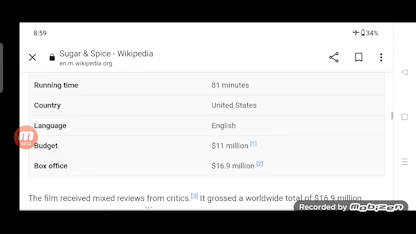 8:59
34%
Sugar & Spice - Wikipedia
en.m.wikipedia.org
Running time 81 minutes
Country United States
Language English
Budget $11 million [1]
Box office $16.9 million [2]
The film received mixed reviews from critics.[3] It grossed a worldwide total of $16.9 million
Recorded by Mobizen